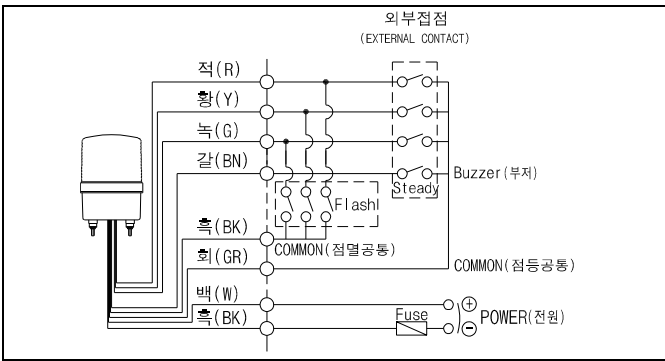 외부접점
(EXTERNAL CONTACT)
적(R)
황(Y)
녹(G)
갈(BN)
Buzzer(부저)
Steady
Flash
흑(BK)
COMMON(점멸공통)
회(GR)
COMMON(점등공통)
백(W)
흑(BK)
Fuse
+
-
POWER(전원)